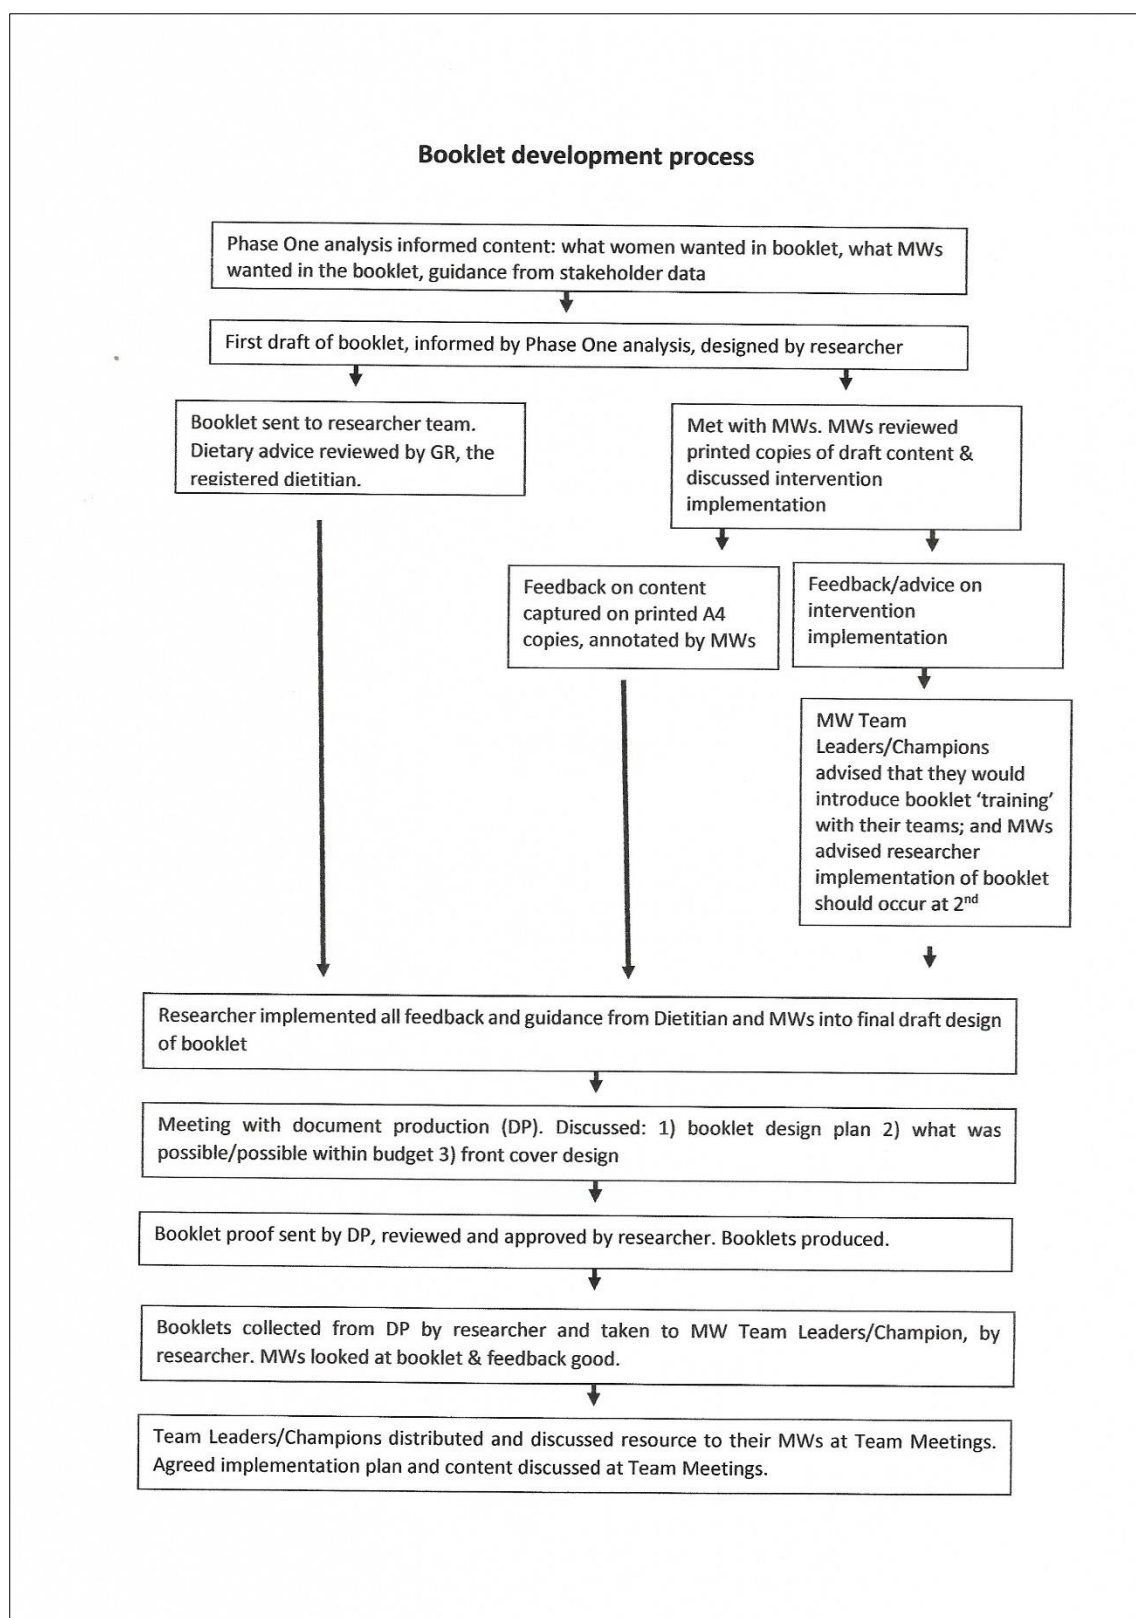 Booklet development process
Phase One analysis informed content: what women wanted in booklet, what MWs
wanted in the booklet, guidance from stakeholder data
First draft of booklet, informed by Phase One analysis, designed by researcher
Booklet sent to researcher team.
Dietary advice reviewed by GR, the
registered dietitian.
Met with MWs. MWs reviewed
printed copies of draft content &
discussed intervention
implementation
Feedback on content
captured on printed A4
copies, annotated by MWs
Feedback/advice on
intervention
implementation
MW Team
Leaders/Champions
advised that they would
introduce booklet ‘training’
with their teams; and MWs
advised researcher
implementation of booklet
should occur at 2nd
Researcher implemented all feedback and guidance from Dietitian and MWs into final draft design
of booklet
Meeting with document production (DP). Discussed: 1) booklet design plan 2) what was
possible/possible within budget 3) front cover design
Booklet proof sent by DP, reviewed and approved by researcher. Booklets produced.
Booklets collected from DP by researcher and taken to MW Team Leaders/Champion, by
researcher. MWs looked at booklet & feedback good.
Team Leaders/Champions distributed and discussed resource to their MWs at Team Meetings.
Agreed implementation plan and content discussed at Team Meetings.